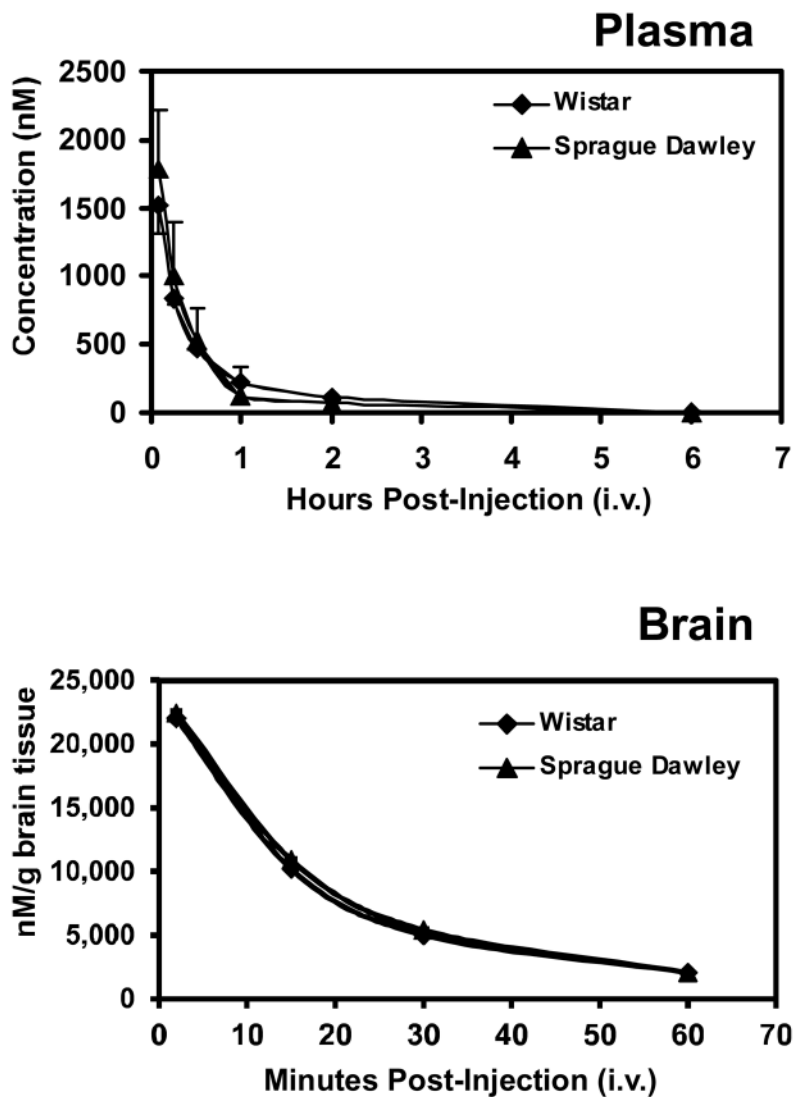 Plasma
Concentration (nM)
2500
2000
1500
1000
500
0
Wistar
Sprague Dawley
0 1 2 3 4 5 6 7
Hours Post-Injection (i.v.)
Brain
nM/g brain tissue
25,000
20,000
15,000
10,000
5,000
0
Wistar
Sprague Dawley
0 10 20 30 40 50 60 70
Minutes Post-Injection (i.v.)